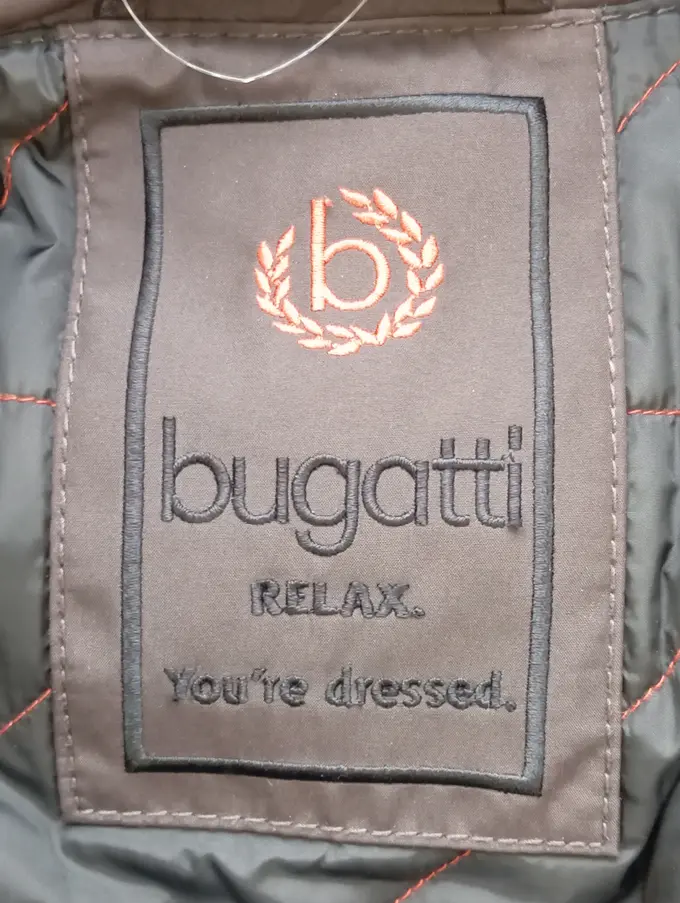 b
bugatti
RELAX.
You're dressed.